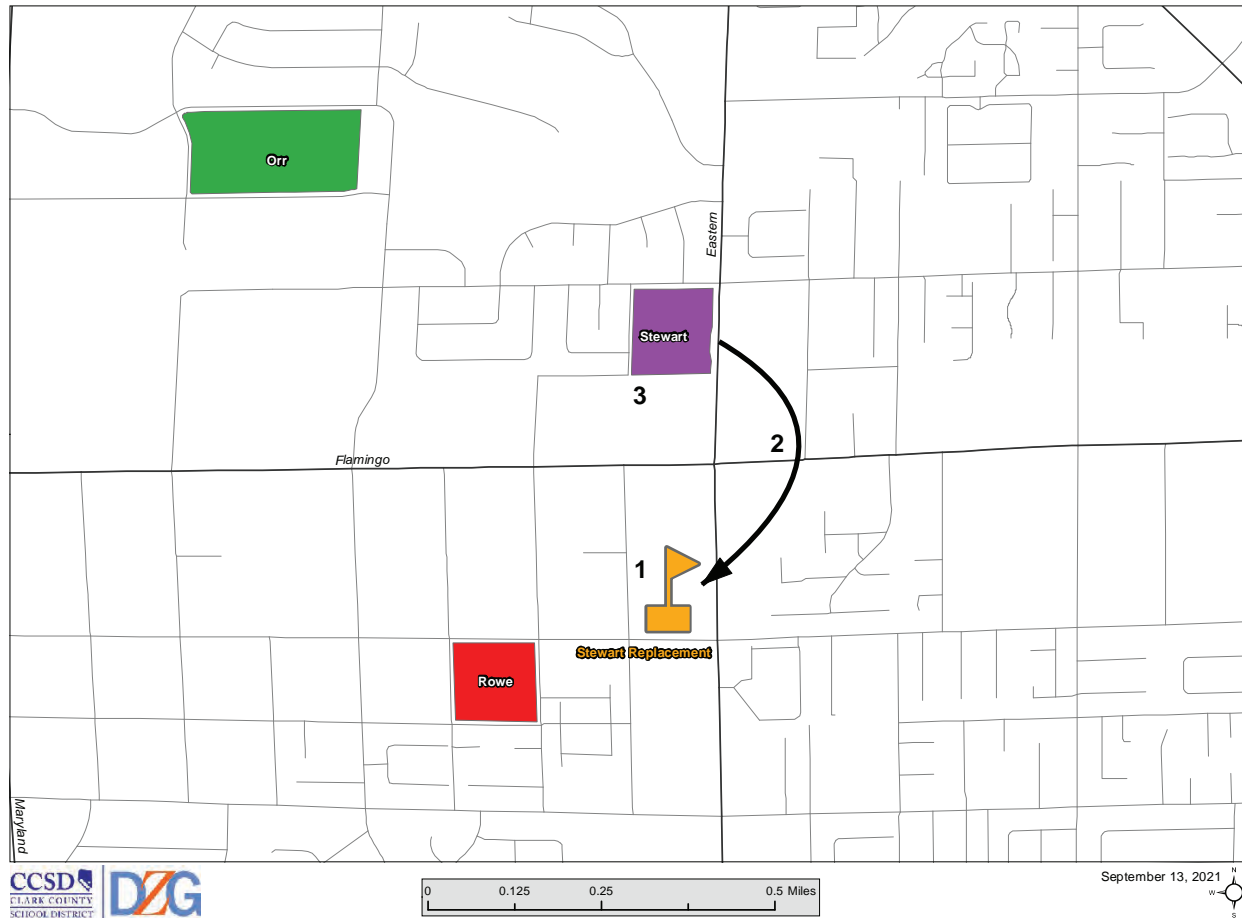 Orr
Eastern
Stewart
3
2
Flamingo
1
Stewart Replacement
Rowe
Maryland
CCSD
CLARK COUNTY
SCHOOL DISTRICT
DZG
0 0.125 0.25 0.5 Miles
September 13, 2021
N
W
S